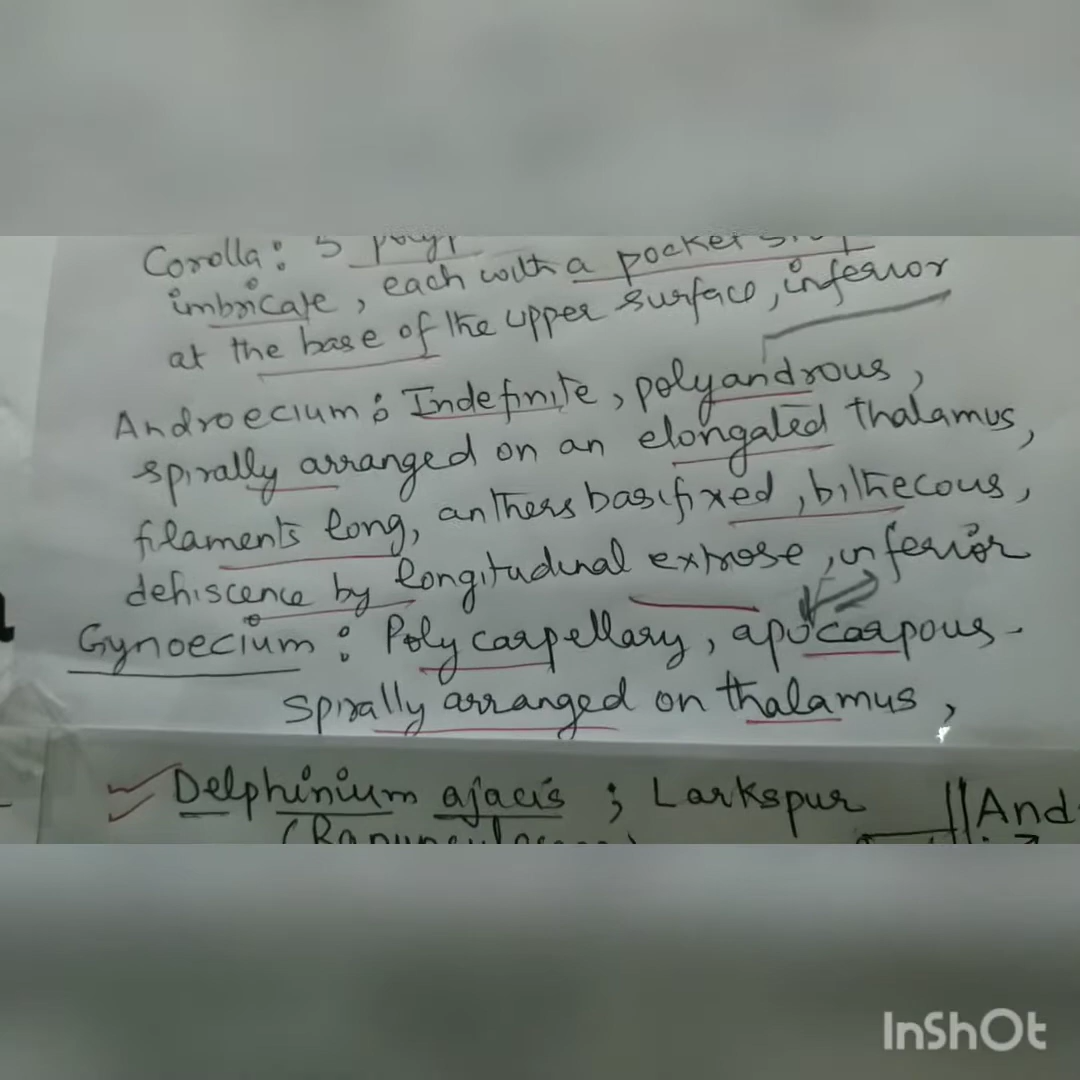 Corolla: 5
imbricate, each with a pocket
at the base of the upper surface, inferior
Androecium: Indefinite, polyandrous,
spirally arranged on an elongated thalamus,
filaments long, anthers basifixed, bithecous,
dehiscence by longitudinal extrose, inferior
Gynoecium: Polycarpellary, apocarpous-
spirally arranged on thalamus,
Delphinium ajacis; Larkspur || And
InShOt